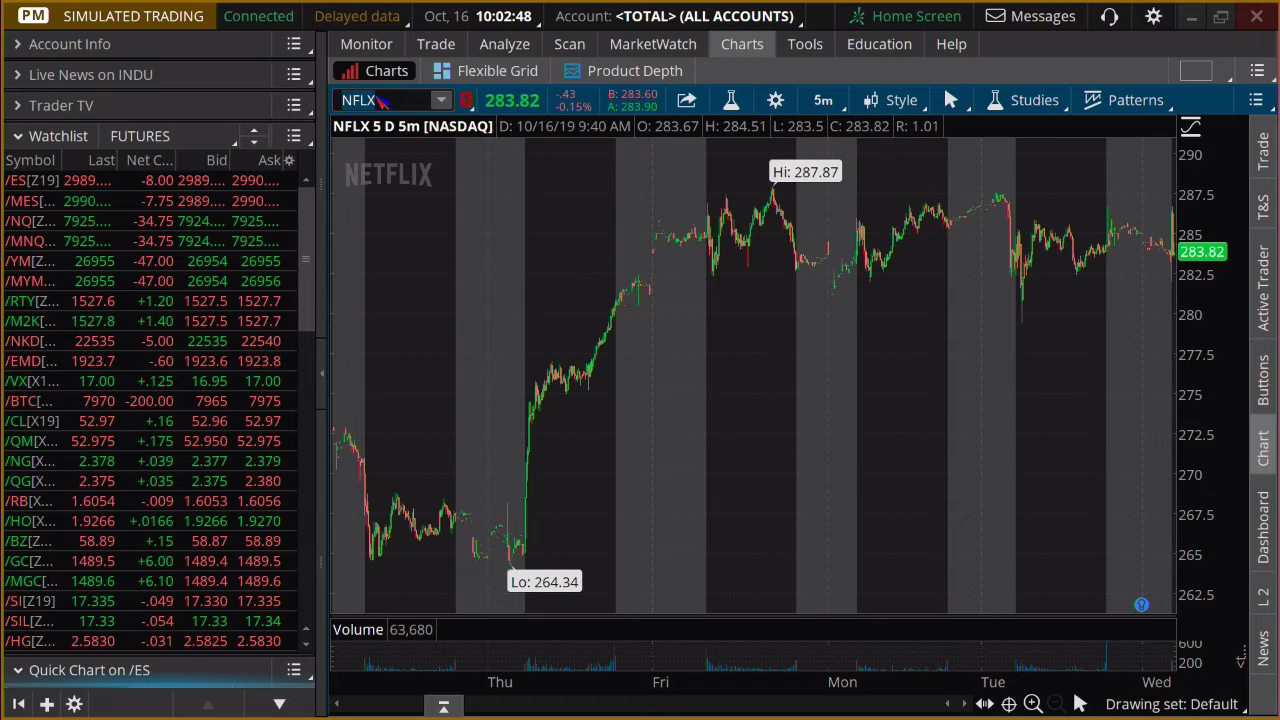 PM SIMULATED TRADING Connected Delayed data Oct, 16 10:02:48 Account: <TOTAL> (ALL ACCOUNTS) Home Screen Messages
Account Info
Live News on INDU
Trader TV
Watchlist FUTURES
Symbol Last Net C... Bid Ask
/ES[Z19] 2989.... -8.00 2989.... 2990....
/MES[... 2990.... -7.75 2989.... 2990....
/NQ[Z... 7925.... -34.75 7924.... 7925....
/MNQ... 7925.... -34.75 7924.... 7925....
/YM[Z... 26955 -47.00 26954 26955
/MYM... 26955 -47.00 26954 26956
/RTY[Z... 1527.6 +1.20 1527.5 1527.7
/M2K[... 1527.8 +1.40 1527.5 1527.7
/NKD[... 22535 -5.00 22535 22540
/EMD[... 1923.7 -.60 1923.6 1923.8
/VX[X1... 17.00 +.125 16.95 17.00
/BTC[... 7970 -200.00 7965 7975
/CL[X19] 52.97 +.16 52.96 52.97
/QM[... 52.975 +.175 52.950 52.975
/NG[X... 2.378 +.039 2.377 2.379
/QG[X... 2.375 +.035 2.375 2.380
/RB[X... 1.6054 -.009 1.6053 1.6056
/HO[X... 1.9266 +.0166 1.9266 1.9270
/BZ[Z... 58.89 +.15 58.87 58.89
/GC[... 1489.5 +6.00 1489.4 1489.5
/MGC[... 1489.6 +6.10 1489.4 1489.6
/SI[Z19] 17.335 -.049 17.330 17.335
/SIL[Z... 17.33 -.054 17.33 17.34
/HG[Z... 2.5830 -.031 2.5825 2.5830
Quick Chart on /ES
Monitor Trade Analyze Scan MarketWatch Charts Tools Education Help
Charts Flexible Grid Product Depth
NFLX 1 283.82 -.43 -0.15% B: 283.60 A: 283.90 5m Style Studies Patterns
NFLX 5 D 5m [NASDAQ] D: 10/16/19 9:40 AM O: 283.67 H: 284.51 L: 283.5 C: 283.82 R: 1.01
NETFLIX
Hi: 287.87
Lo: 264.34
290
287.5
285
283.82
282.5
280
277.5
275
272.5
270
267.5
265
262.5
Volume 63,680
600
200
Thu Fri Mon Tue Wed
Drawing set: Default
Trade
T&S
Active Trader
Buttons
Chart
Dashboard
L 2
News